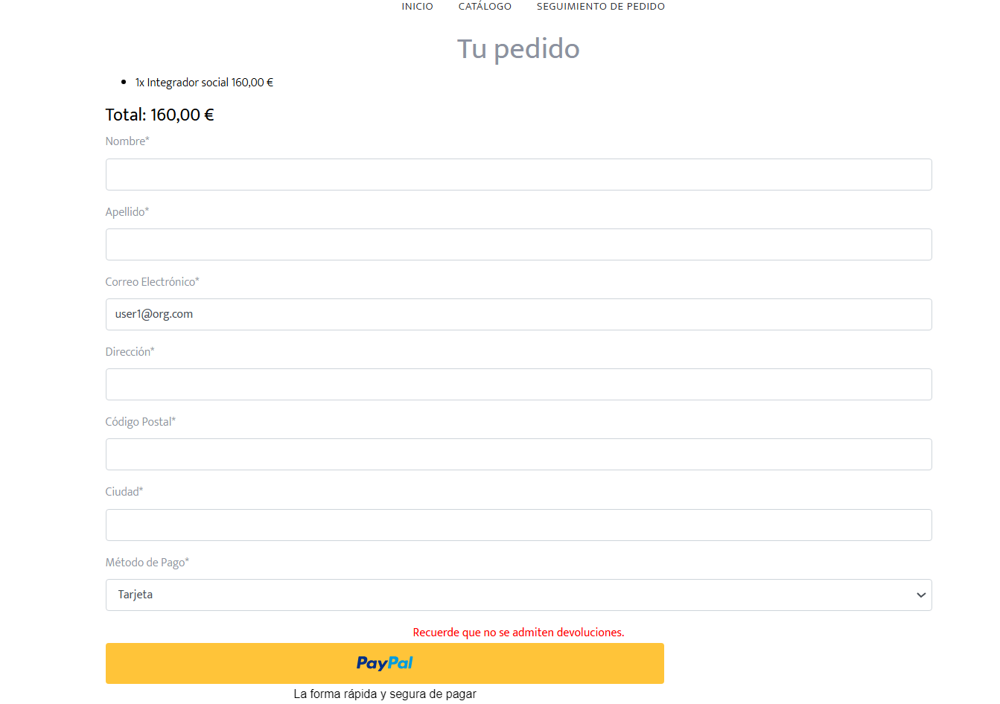 INICIO CATÁLOGO SEGUIMIENTO DE PEDIDO
Tu pedido
1x Integrador social 160,00 €
Total: 160,00 €
Nombre*
Apellido*
Correo Electrónico*
user1@org.com
Dirección*
Código Postal*
Ciudad*
Método de Pago*
Tarjeta
Recuerde que no se admiten devoluciones.
PayPal
La forma rápida y segura de pagar